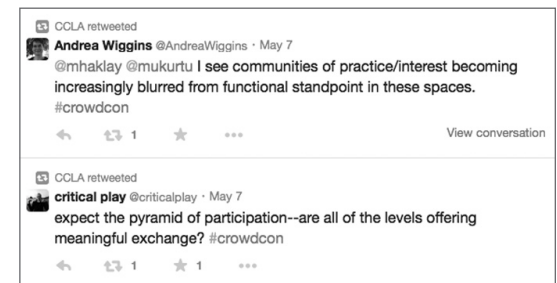 CCLA retweeted
Andrea Wiggins @AndreaWiggins · May 7
@mhaklay @mukurtu I see communities of practice/interest becoming
increasingly blurred from functional standpoint in these spaces.
#crowdcon
1
View conversation
CCLA retweeted
critical play @criticalplay · May 7
expect the pyramid of participation--are all of the levels offering
meaningful exchange? #crowdcon
1 1